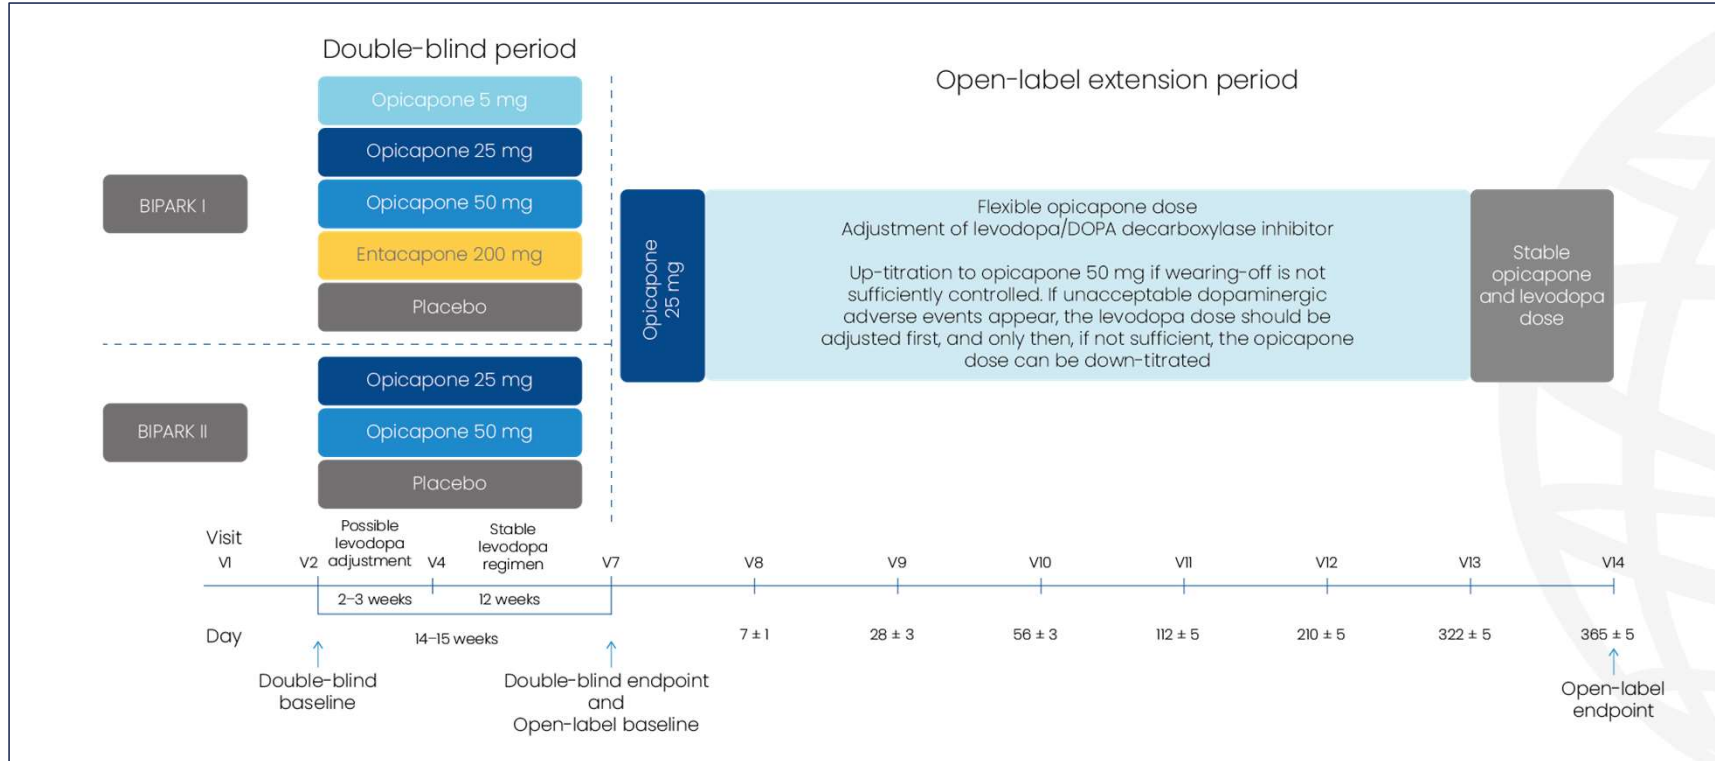 Double-blind period
Open-label extension period
BIPARK I
Opicapone 5 mg
Opicapone 25 mg
Opicapone 50 mg
Entacapone 200 mg
Placebo
BIPARK II
Opicapone 25 mg
Opicapone 50 mg
Placebo
Opicapone
25 mg
Flexible opicapone dose
Adjustment of levodopa/DOPA decarboxylase inhibitor
Up-titration to opicapone 50 mg if wearing-off is not
sufficiently controlled. If unacceptable dopaminergic
adverse events appear, the levodopa dose should be
adjusted first, and only then, if not sufficient, the opicapone
dose can be down-titrated
Stable
opicapone
and levodopa
dose
Visit
V1
V2
Possible
levodopa
adjustment
V4
Stable
levodopa
regimen
V7
V8
V9
V10
V11
V12
V13
V14
2–3 weeks
12 weeks
14–15 weeks
Day
7 ± 1
28 ± 3
56 ± 3
112 ± 5
210 ± 5
322 ± 5
365 ± 5
Double-blind
baseline
Double-blind endpoint
and
Open-label baseline
Open-label
endpoint